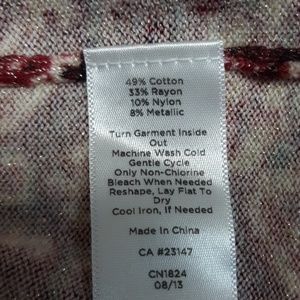 49% Cotton
33% Rayon
10% Nylon
8% Metallic
Turn Garment Inside
Out
Machine Wash Cold
Gentle Cycle
Only Non-Chlorine
Bleach When Needed
Reshape, Lay Flat To
Dry
Cool Iron, If Needed
Made In China
CA #23147
CN1824
08/13